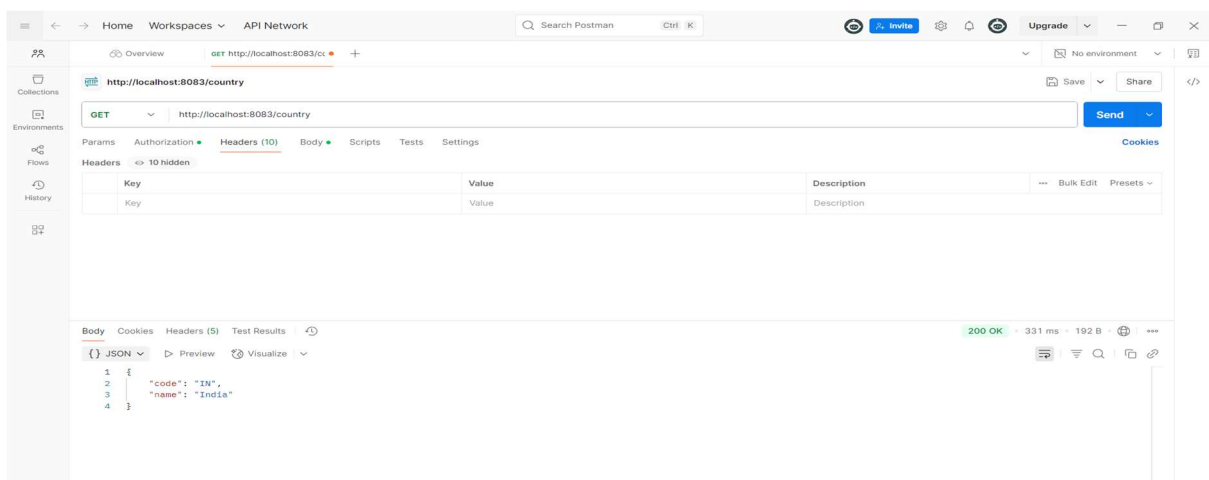 Home Workspaces API Network Search Postman Ctrl K Invite Upgrade
Overview GET http://localhost:8083/cc No environment
HTTP http://localhost:8083/country Save Share
Collections
GET http://localhost:8083/country Send
Environments
Params Authorization Headers (10) Body Scripts Tests Settings Cookies
Flows
Headers 10 hidden
Key Value Description Bulk Edit Presets
History
Key Value Description
Body Cookies Headers (5) Test Results 200 OK 331 ms 192 B
{} JSON Preview Visualize
1 {
2 "code": "IN",
3 "name": "India"
4 }